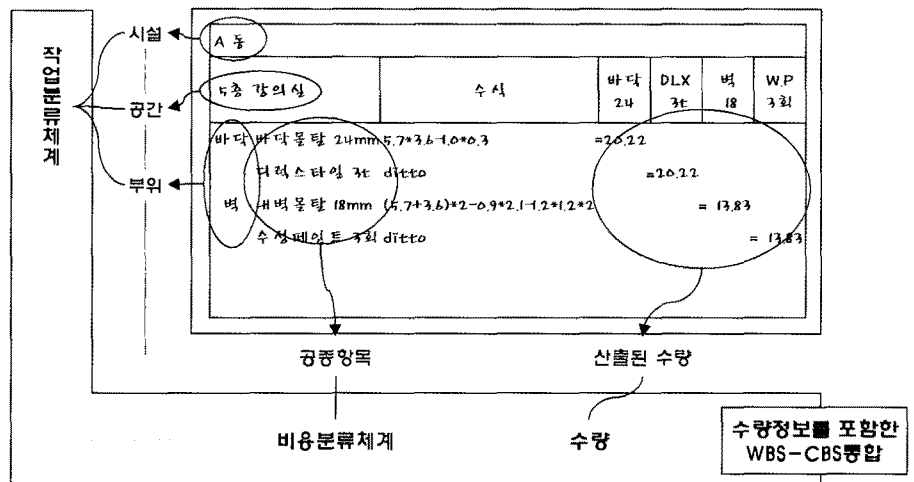 작업분류체계
시설
공간
부위
A 동
5층 강의실
수식
바닥 24
DLX 3t
벽 18
W.P 3회
바닥 바닥몰탈 24mm 5.7*3.6-1.0*0.3 =20.22
디럭스타일 3t ditto =20.22
벽 내벽몰탈 18mm (5.7+3.6)*2-0.9*2.1-1.2*1.2*2 = 13.83
수성페인트 3회 ditto = 13.83
공종항목
산출된 수량
비용분류체계
수량
수량정보를 포함한
WBS-CBS통합